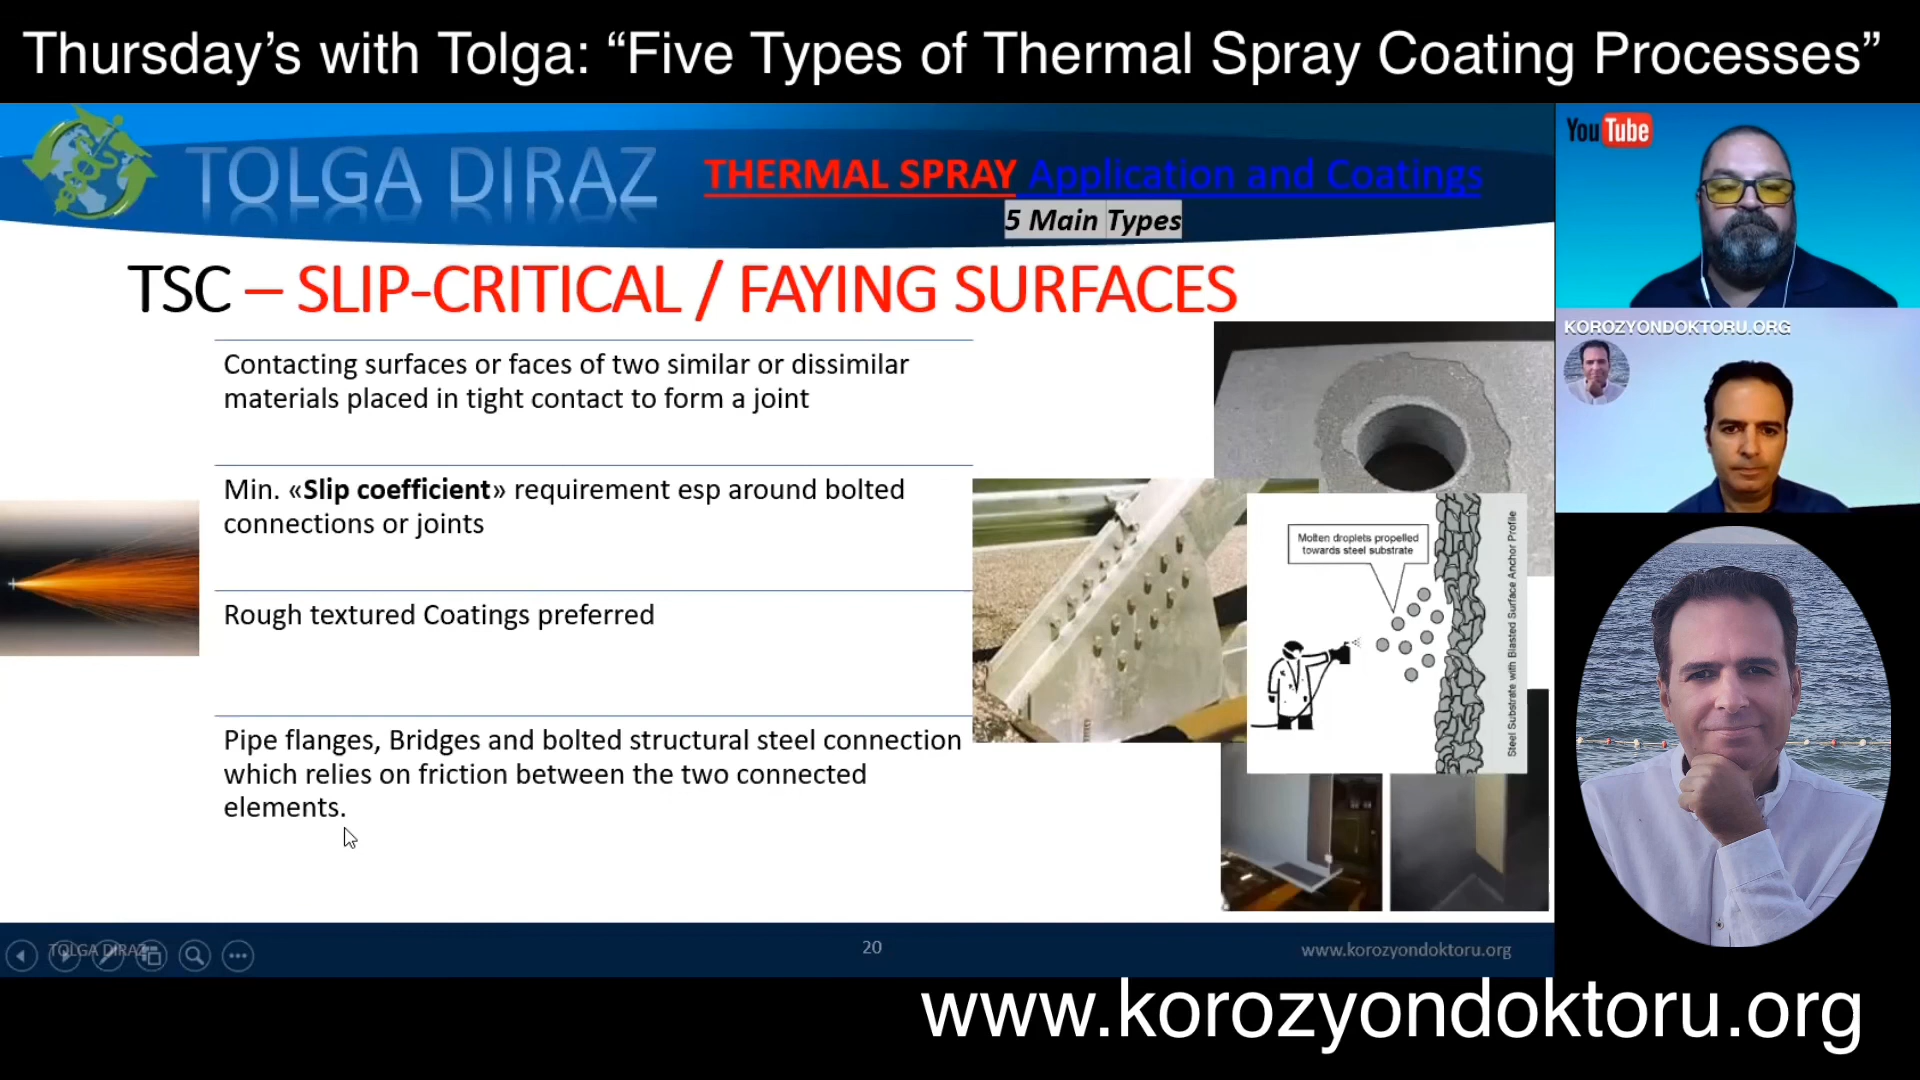 Thursday’s with Tolga: “Five Types of Thermal Spray Coating Processes”
TOLGA DIRAZ
THERMAL SPRAY Application and Coatings
5 Main Types
TSC – SLIP-CRITICAL / FAYING SURFACES
Contacting surfaces or faces of two similar or dissimilar
materials placed in tight contact to form a joint
Min. «Slip coefficient» requirement esp around bolted
connections or joints
Rough textured Coatings preferred
Pipe flanges, Bridges and bolted structural steel connection
which relies on friction between the two connected
elements.
Molten droplets propelled
towards steel substrate
Steel Substrate with Blasted Surface Anchor Profile
TOLGA DIRAZ
20
www.korozyondoktoru.org
YouTube
KOROZYONDOKTORU.ORG
www.korozyondoktoru.org